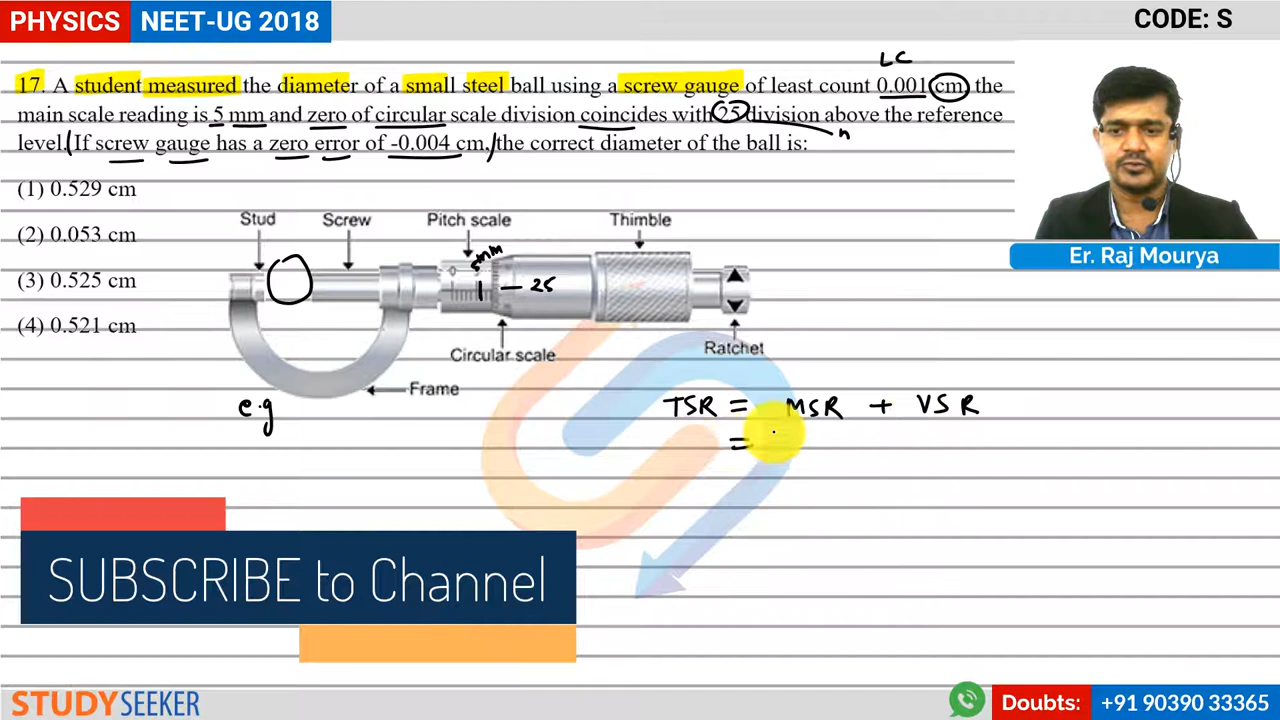 PHYSICS NEET-UG 2018 CODE: S
LC
17. A student measured the diameter of a small steel ball using a screw gauge of least count 0.001 cm, the
main scale reading is 5 mm and zero of circular scale division coincides with 25 division above the reference
n
level. If screw gauge has a zero error of -0.004 cm, the correct diameter of the ball is:
(1) 0.529 cm
(2) 0.053 cm
(3) 0.525 cm
(4) 0.521 cm
Er. Raj Mourya
Stud Screw Pitch scale Thimble
0 5mm
25
Circular scale Ratchet
Frame
e.g TSR = MSR + VSR
=
SUBSCRIBE to Channel
STUDYSEEKER Doubts: +91 90390 33365